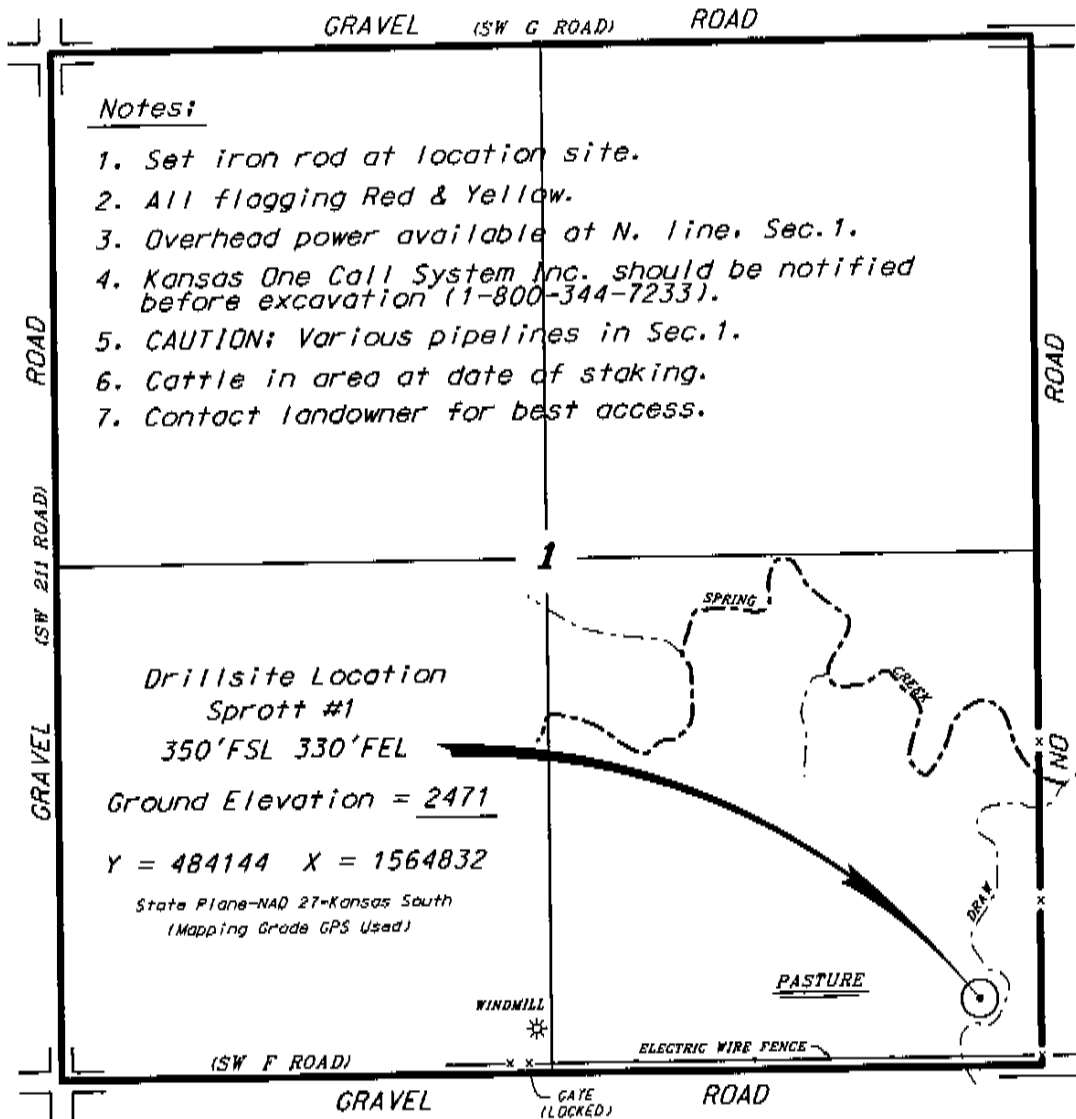 GRAVEL (SW G ROAD) ROAD
Notes:
1. Set iron rod at location site.
2. All flagging Red & Yellow.
3. Overhead power available at N. line, Sec.1.
4. Kansas One Call System Inc. should be notified
before excavation (1-800-344-7233).
5. CAUTION: Various pipelines in Sec.1.
6. Cattle in area at date of staking.
7. Contact landowner for best access.
ROAD
(SW 211 ROAD)
GRAVEL
ROAD
NO
1
SPRING
CREEK
Drillsite Location
Sprott #1
350'FSL 330'FEL
Ground Elevation = 2471
Y = 484144 X = 1564832
State Plane-NAD 27-Kansas South
(Mapping Grade GPS Used)
DRAW
PASTURE
WINDMILL
ELECTRIC WIRE FENCE
(SW F ROAD)
GATE
(LOCKED)
GRAVEL ROAD